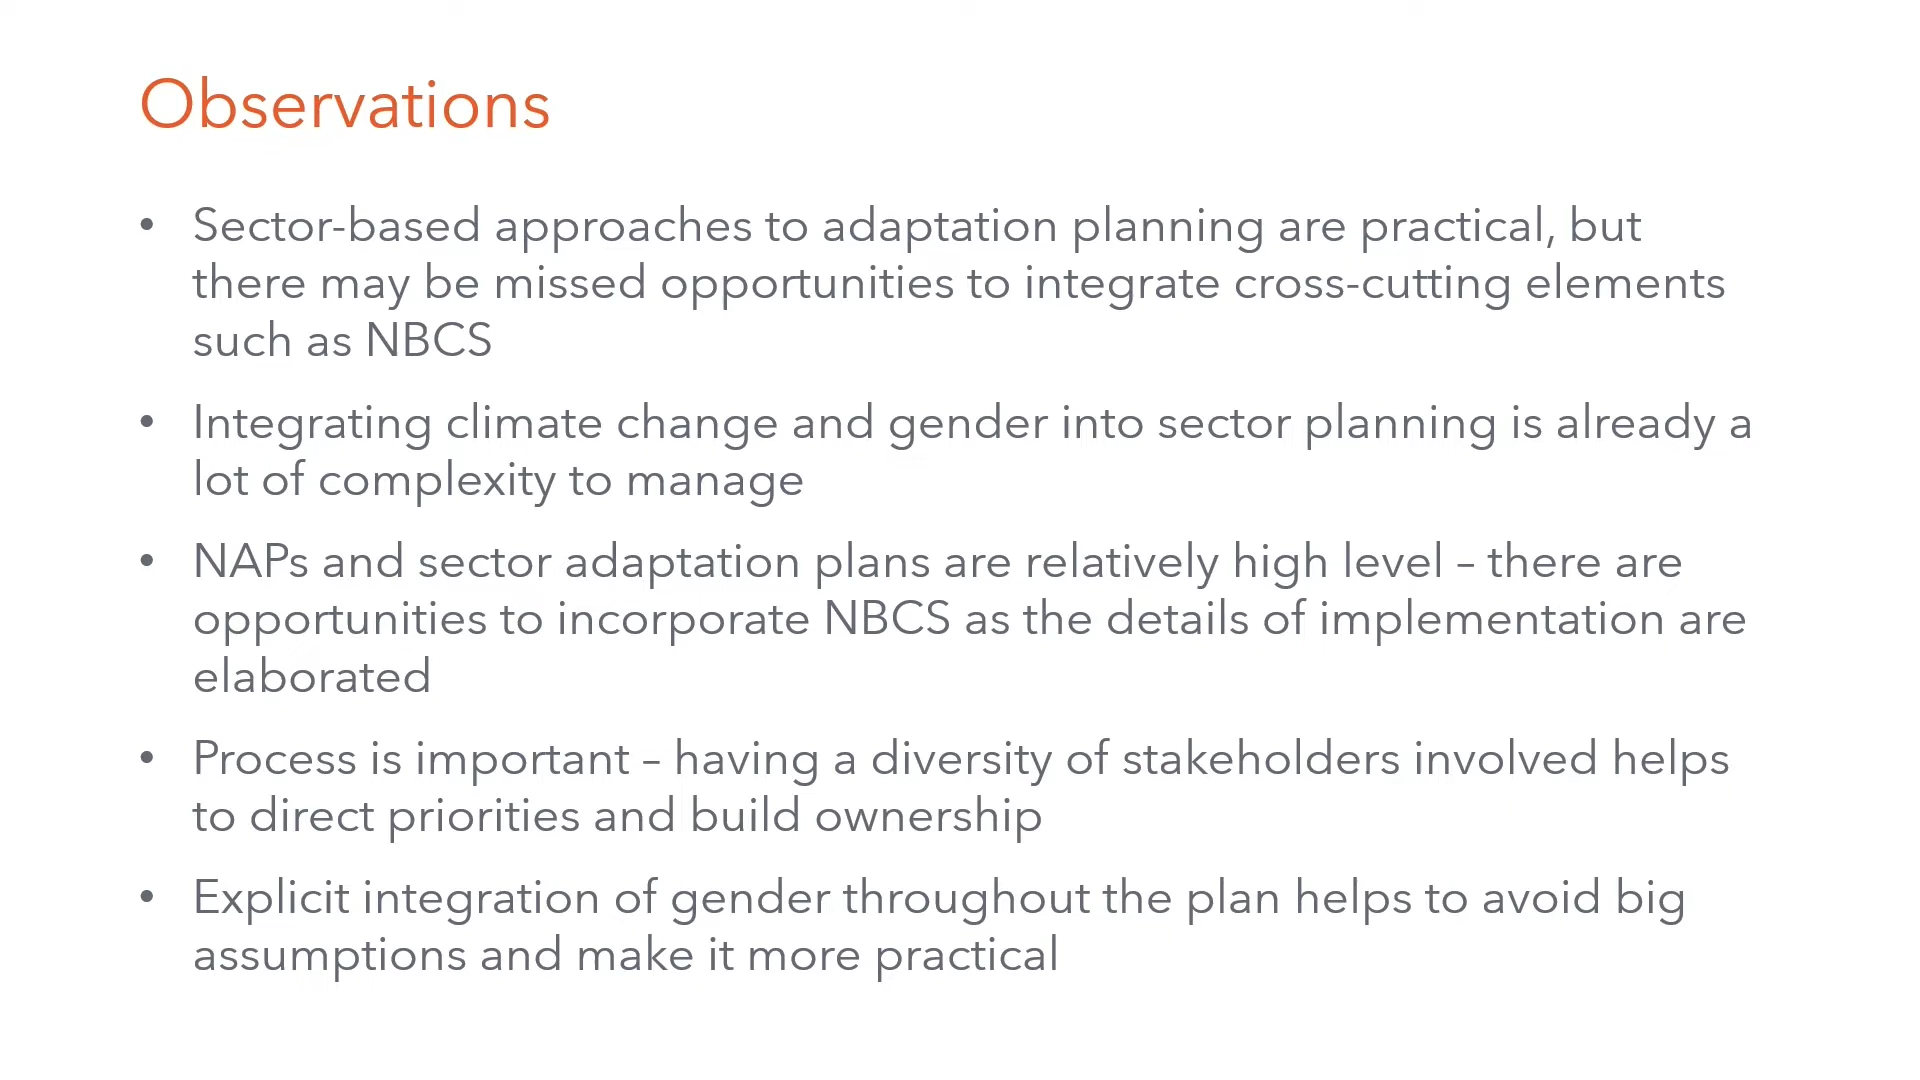 Observations
• Sector-based approaches to adaptation planning are practical, but
there may be missed opportunities to integrate cross-cutting elements
such as NBCS
• Integrating climate change and gender into sector planning is already a
lot of complexity to manage
• NAPs and sector adaptation plans are relatively high level – there are
opportunities to incorporate NBCS as the details of implementation are
elaborated
• Process is important – having a diversity of stakeholders involved helps
to direct priorities and build ownership
• Explicit integration of gender throughout the plan helps to avoid big
assumptions and make it more practical